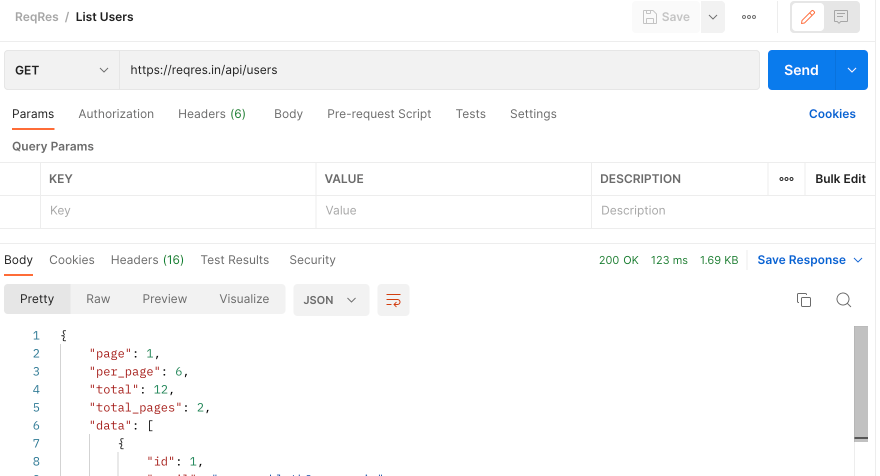 ReqRes / List Users Save
GET https://reqres.in/api/users Send
Params Authorization Headers (6) Body Pre-request Script Tests Settings Cookies
Query Params
KEY VALUE DESCRIPTION Bulk Edit
Key Value Description
Body Cookies Headers (16) Test Results Security 200 OK 123 ms 1.69 KB Save Response
Pretty Raw Preview Visualize JSON
1 {
2 "page": 1,
3 "per_page": 6,
4 "total": 12,
5 "total_pages": 2,
6 "data": [
7 {
8 "id": 1,